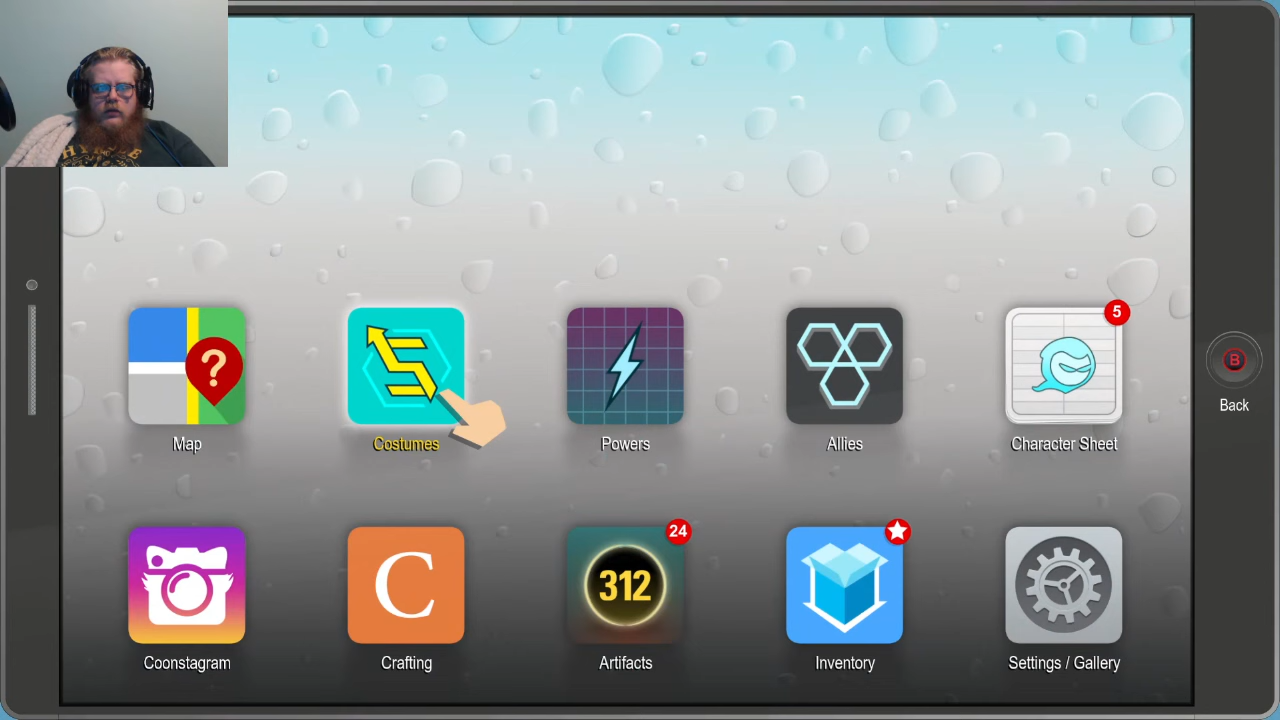 ?
5
Map
Costumes
Powers
Allies
Character Sheet
B
Back
C
24
312
Coonstagram
Crafting
Artifacts
Inventory
Settings / Gallery